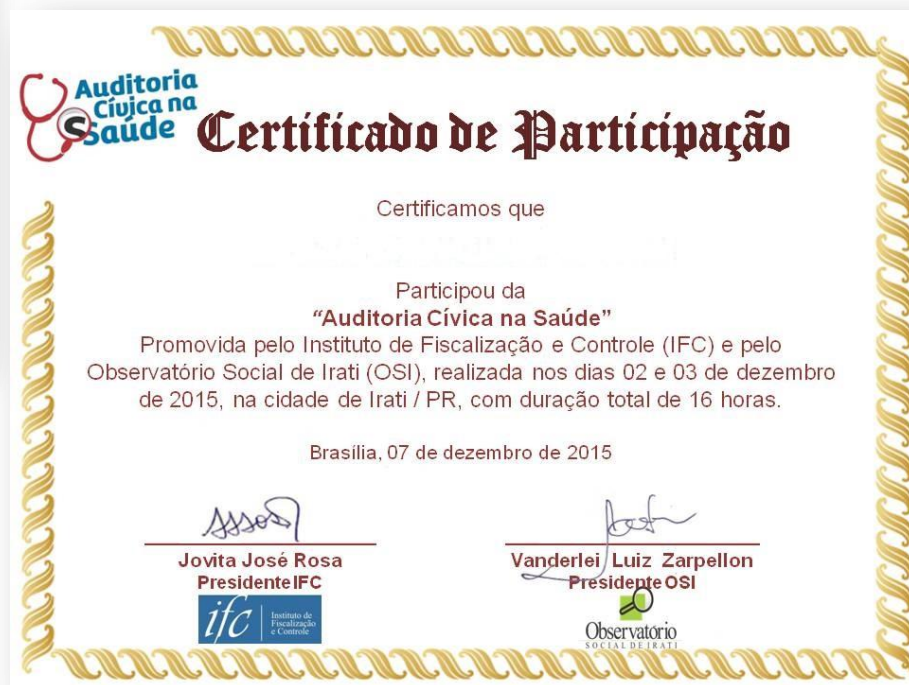 Auditoria
Cívica na
Saúde
Certificado de Participação
Certificamos que
Participou da
“Auditoria Cívica na Saúde”
Promovida pelo Instituto de Fiscalização e Controle (IFC) e pelo
Observatório Social de Irati (OSI), realizada nos dias 02 e 03 de dezembro
de 2015, na cidade de Irati / PR, com duração total de 16 horas.
Brasília, 07 de dezembro de 2015
Jovita José Rosa
Presidente IFC
ifc
Instituto de
Fiscalização
e Controle
Vanderlei Luiz Zarpellon
Presidente OSI
Observatório
SOCIAL DE IRATI